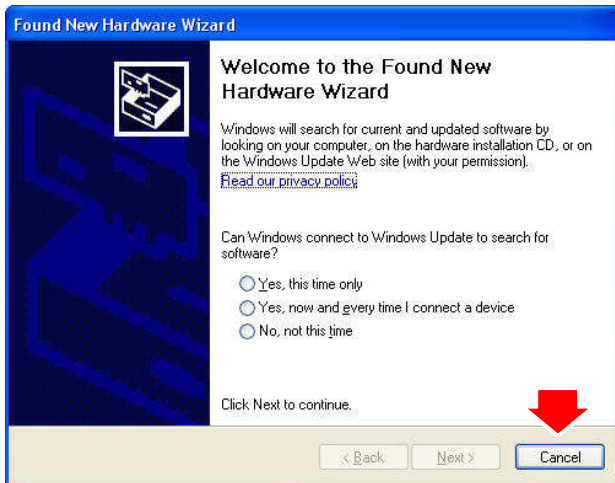 Found New Hardware Wizard
Welcome to the Found New
Hardware Wizard
Windows will search for current and updated software by
looking on your computer, on the hardware installation CD, or on
the Windows Update Web site (with your permission).
Read our privacy policy
Can Windows connect to Windows Update to search for
software?
Yes, this time only
Yes, now and every time I connect a device
No, not this time
Click Next to continue.
< Back Next > Cancel